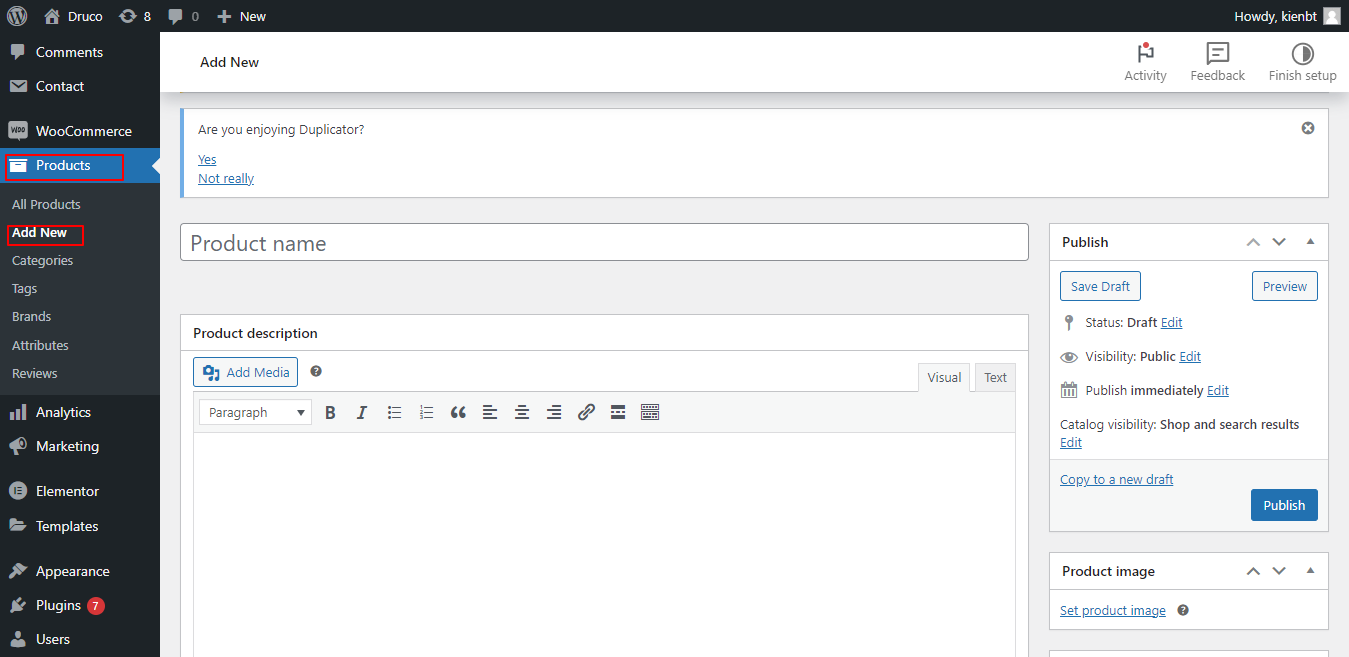 Druco
8
0
New
Howdy, kienbt
Comments
Contact
WOO
WooCommerce
Products
All Products
Add New
Categories
Tags
Brands
Attributes
Reviews
Analytics
Marketing
Elementor
Templates
Appearance
Plugins 7
Users
Add New
Activity
Feedback
Finish setup
Are you enjoying Duplicator?
Yes
Not really
Product name
Product description
Add Media
Visual
Text
Paragraph
B
I
Publish
Save Draft
Preview
Status: Draft Edit
Visibility: Public Edit
Publish immediately Edit
Catalog visibility: Shop and search results
Edit
Copy to a new draft
Publish
Product image
Set product image